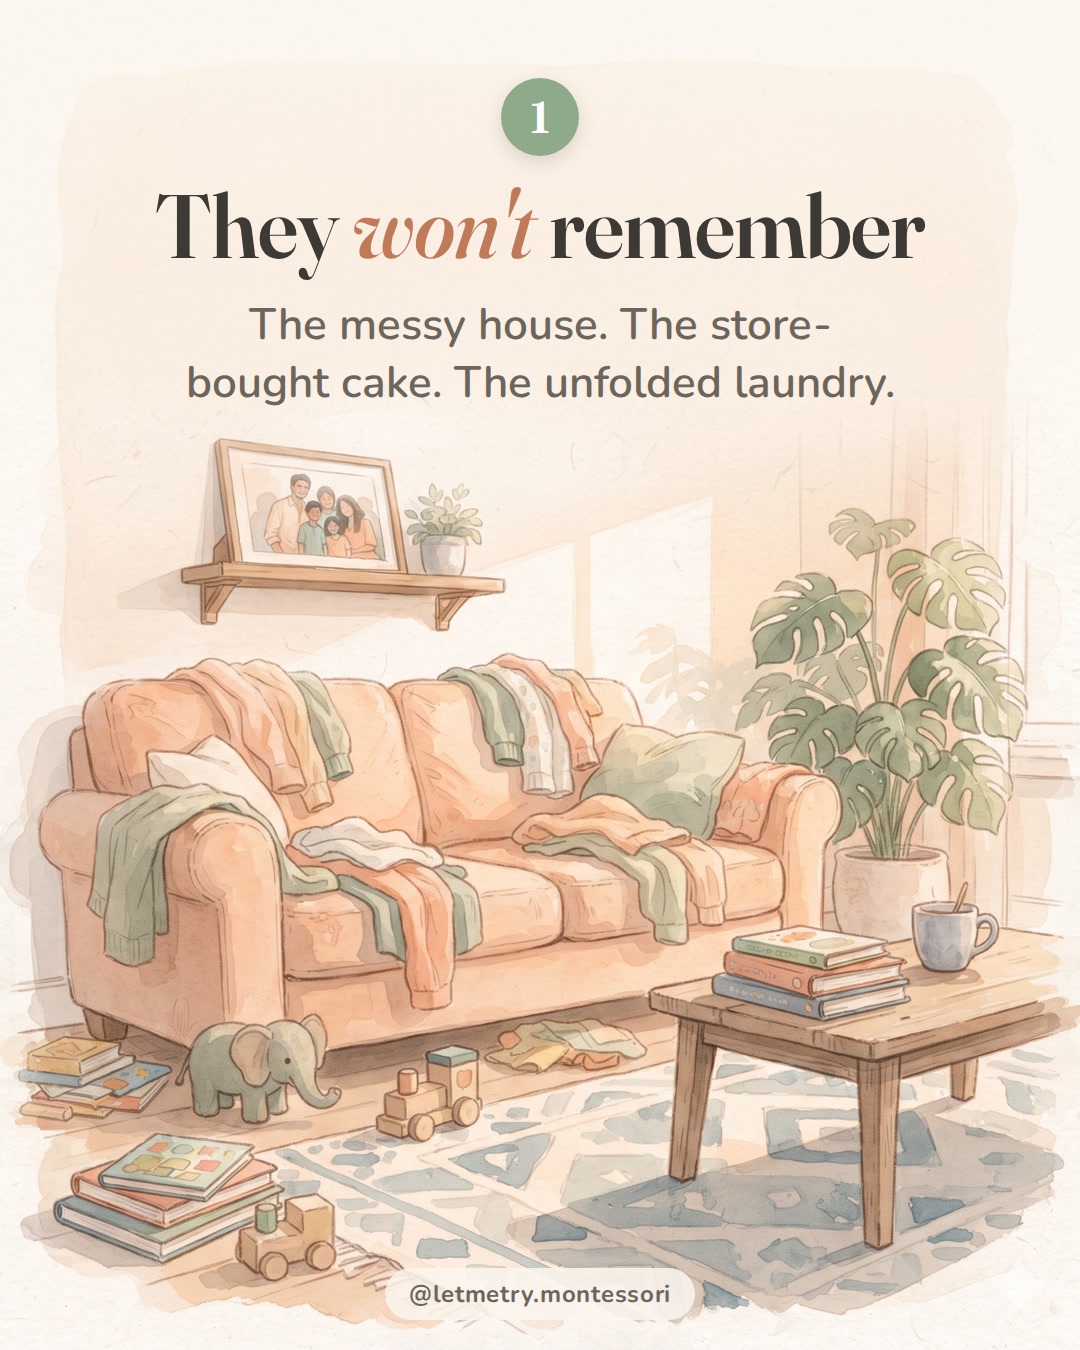 1
They won't remember
The messy house. The store-
bought cake. The unfolded laundry.
@letmetry.montessori